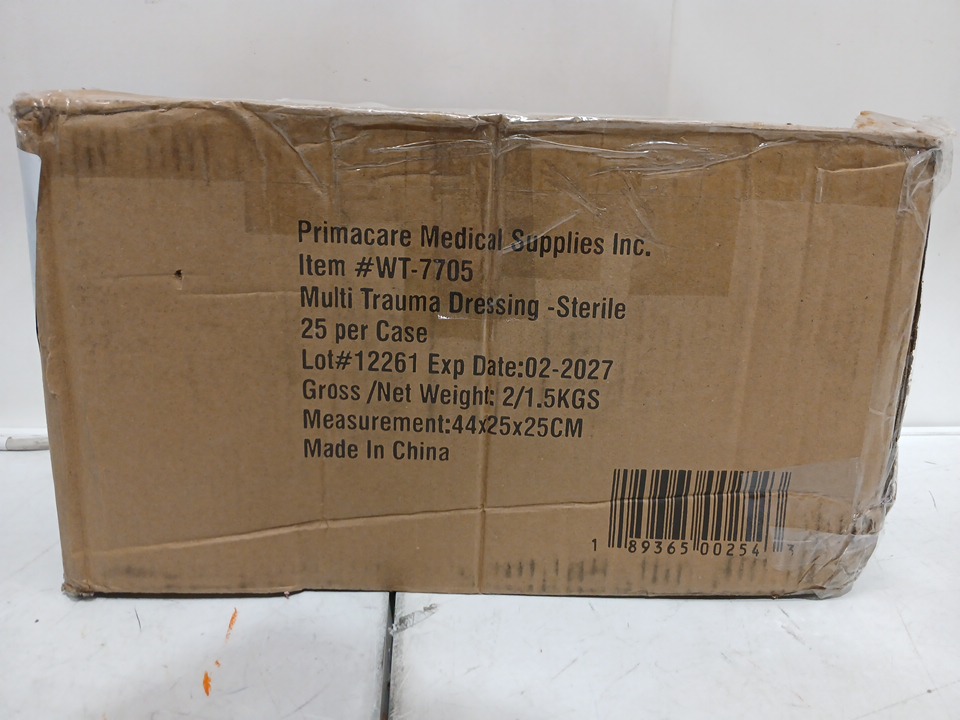 Primacare Medical Supplies Inc.
Item #WT-7705
Multi Trauma Dressing -Sterile
25 per Case
Lot#12261 Exp Date:02-2027
Gross /Net Weight: 2/1.5KGS
Measurement:44x25x25CM
Made In China
1 89365 00254 3